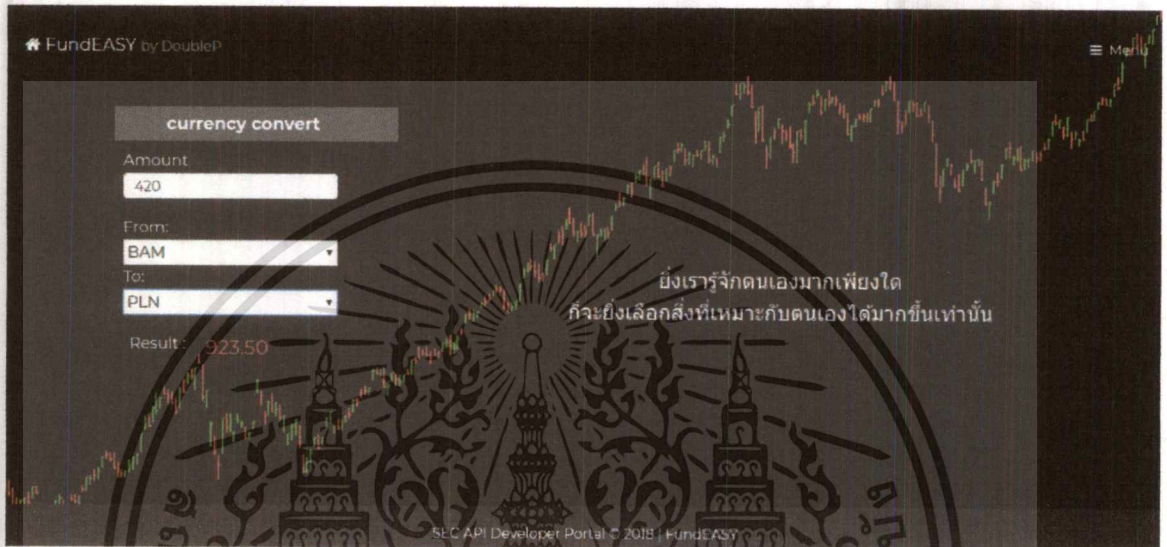 FundEASY by DoubleP
Menu
currency convert
Amount
420
From:
BAM
To:
PLN
Result : 923.50
ยิ่งเรารู้จักตนเองมากเพียงใด
ก็จะยิ่งเลือกสิ่งที่เหมาะกับตนเองได้มากขึ้นเท่านั้น
SEC API Developer Portal © 2018 | FundEASY